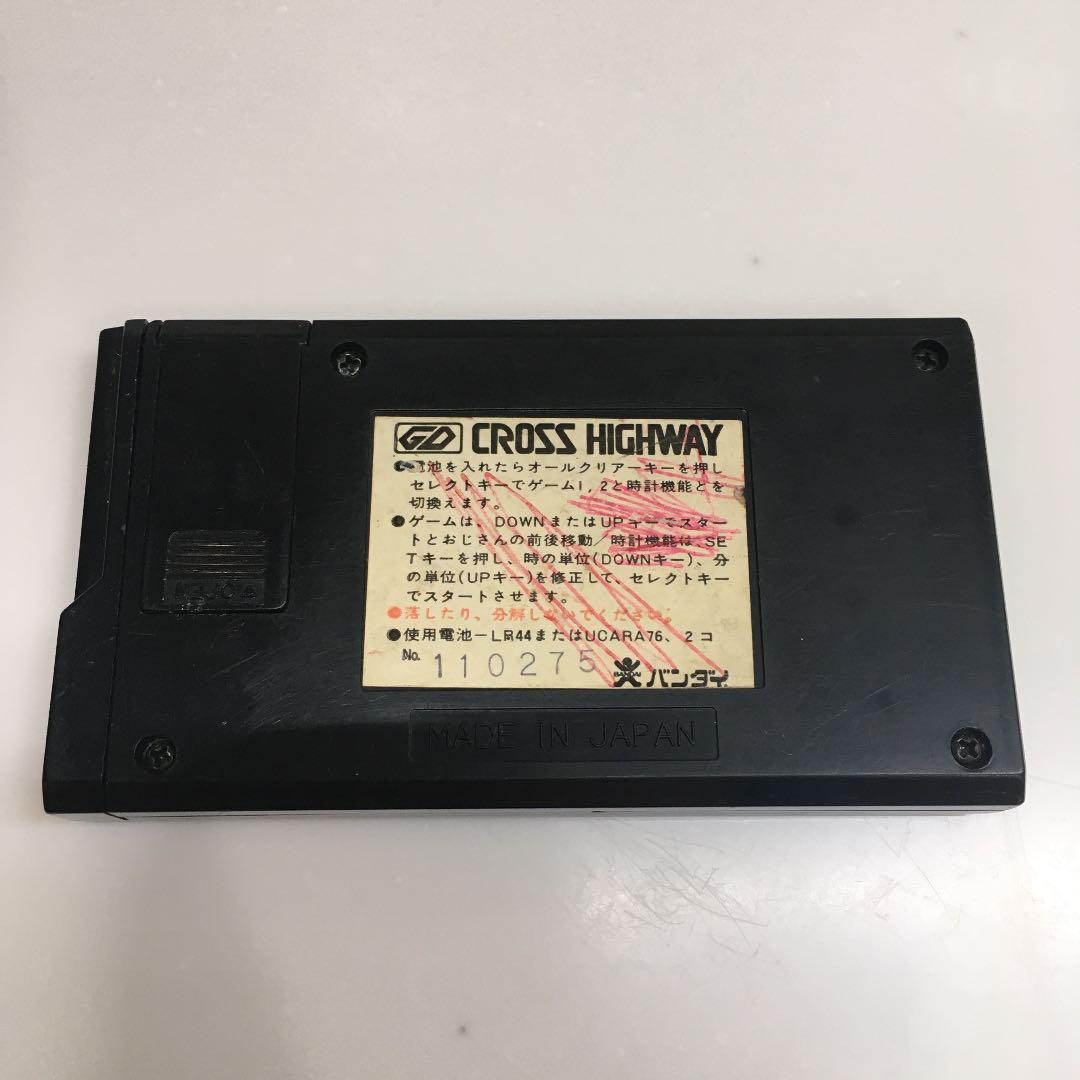 GD CROSS HIGHWAY
●電池を入れたらオールクリアーキーを押し
セレクトキーでゲーム1,2と時計機能とを
切換えます。
●ゲームは、DOWNまたはUPキーでスター
トとおじさんの前後移動/時計機能は、SE
Tキーを押し、時の単位(DOWNキー)、分
の単位(UPキー)を修正して、セレクトキー
でスタートさせます。
●落したり、分解しないでください。
●使用電池-LR44またはUCARA76、2コ
No. 110275 BANDAI バンダイ
OPEN
MADE IN JAPAN